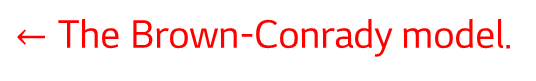 ← The Brown-Conrady model.